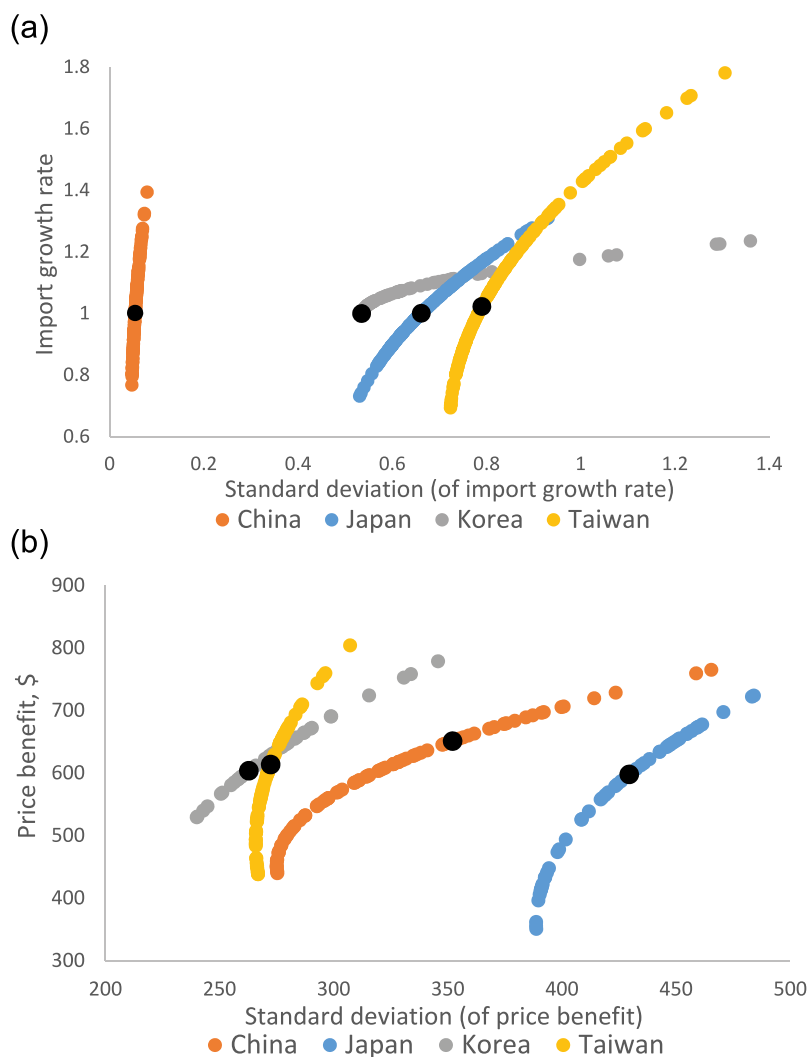 (a)
Import growth rate
1.8
1.6
1.4
1.2
1
0.8
0.6
0 0.2 0.4 0.6 0.8 1 1.2 1.4
Standard deviation (of import growth rate)
China Japan Korea Taiwan
(b)
Price benefit, $
900
800
700
600
500
400
300
200 250 300 350 400 450 500
Standard deviation (of price benefit)
China Japan Korea Taiwan